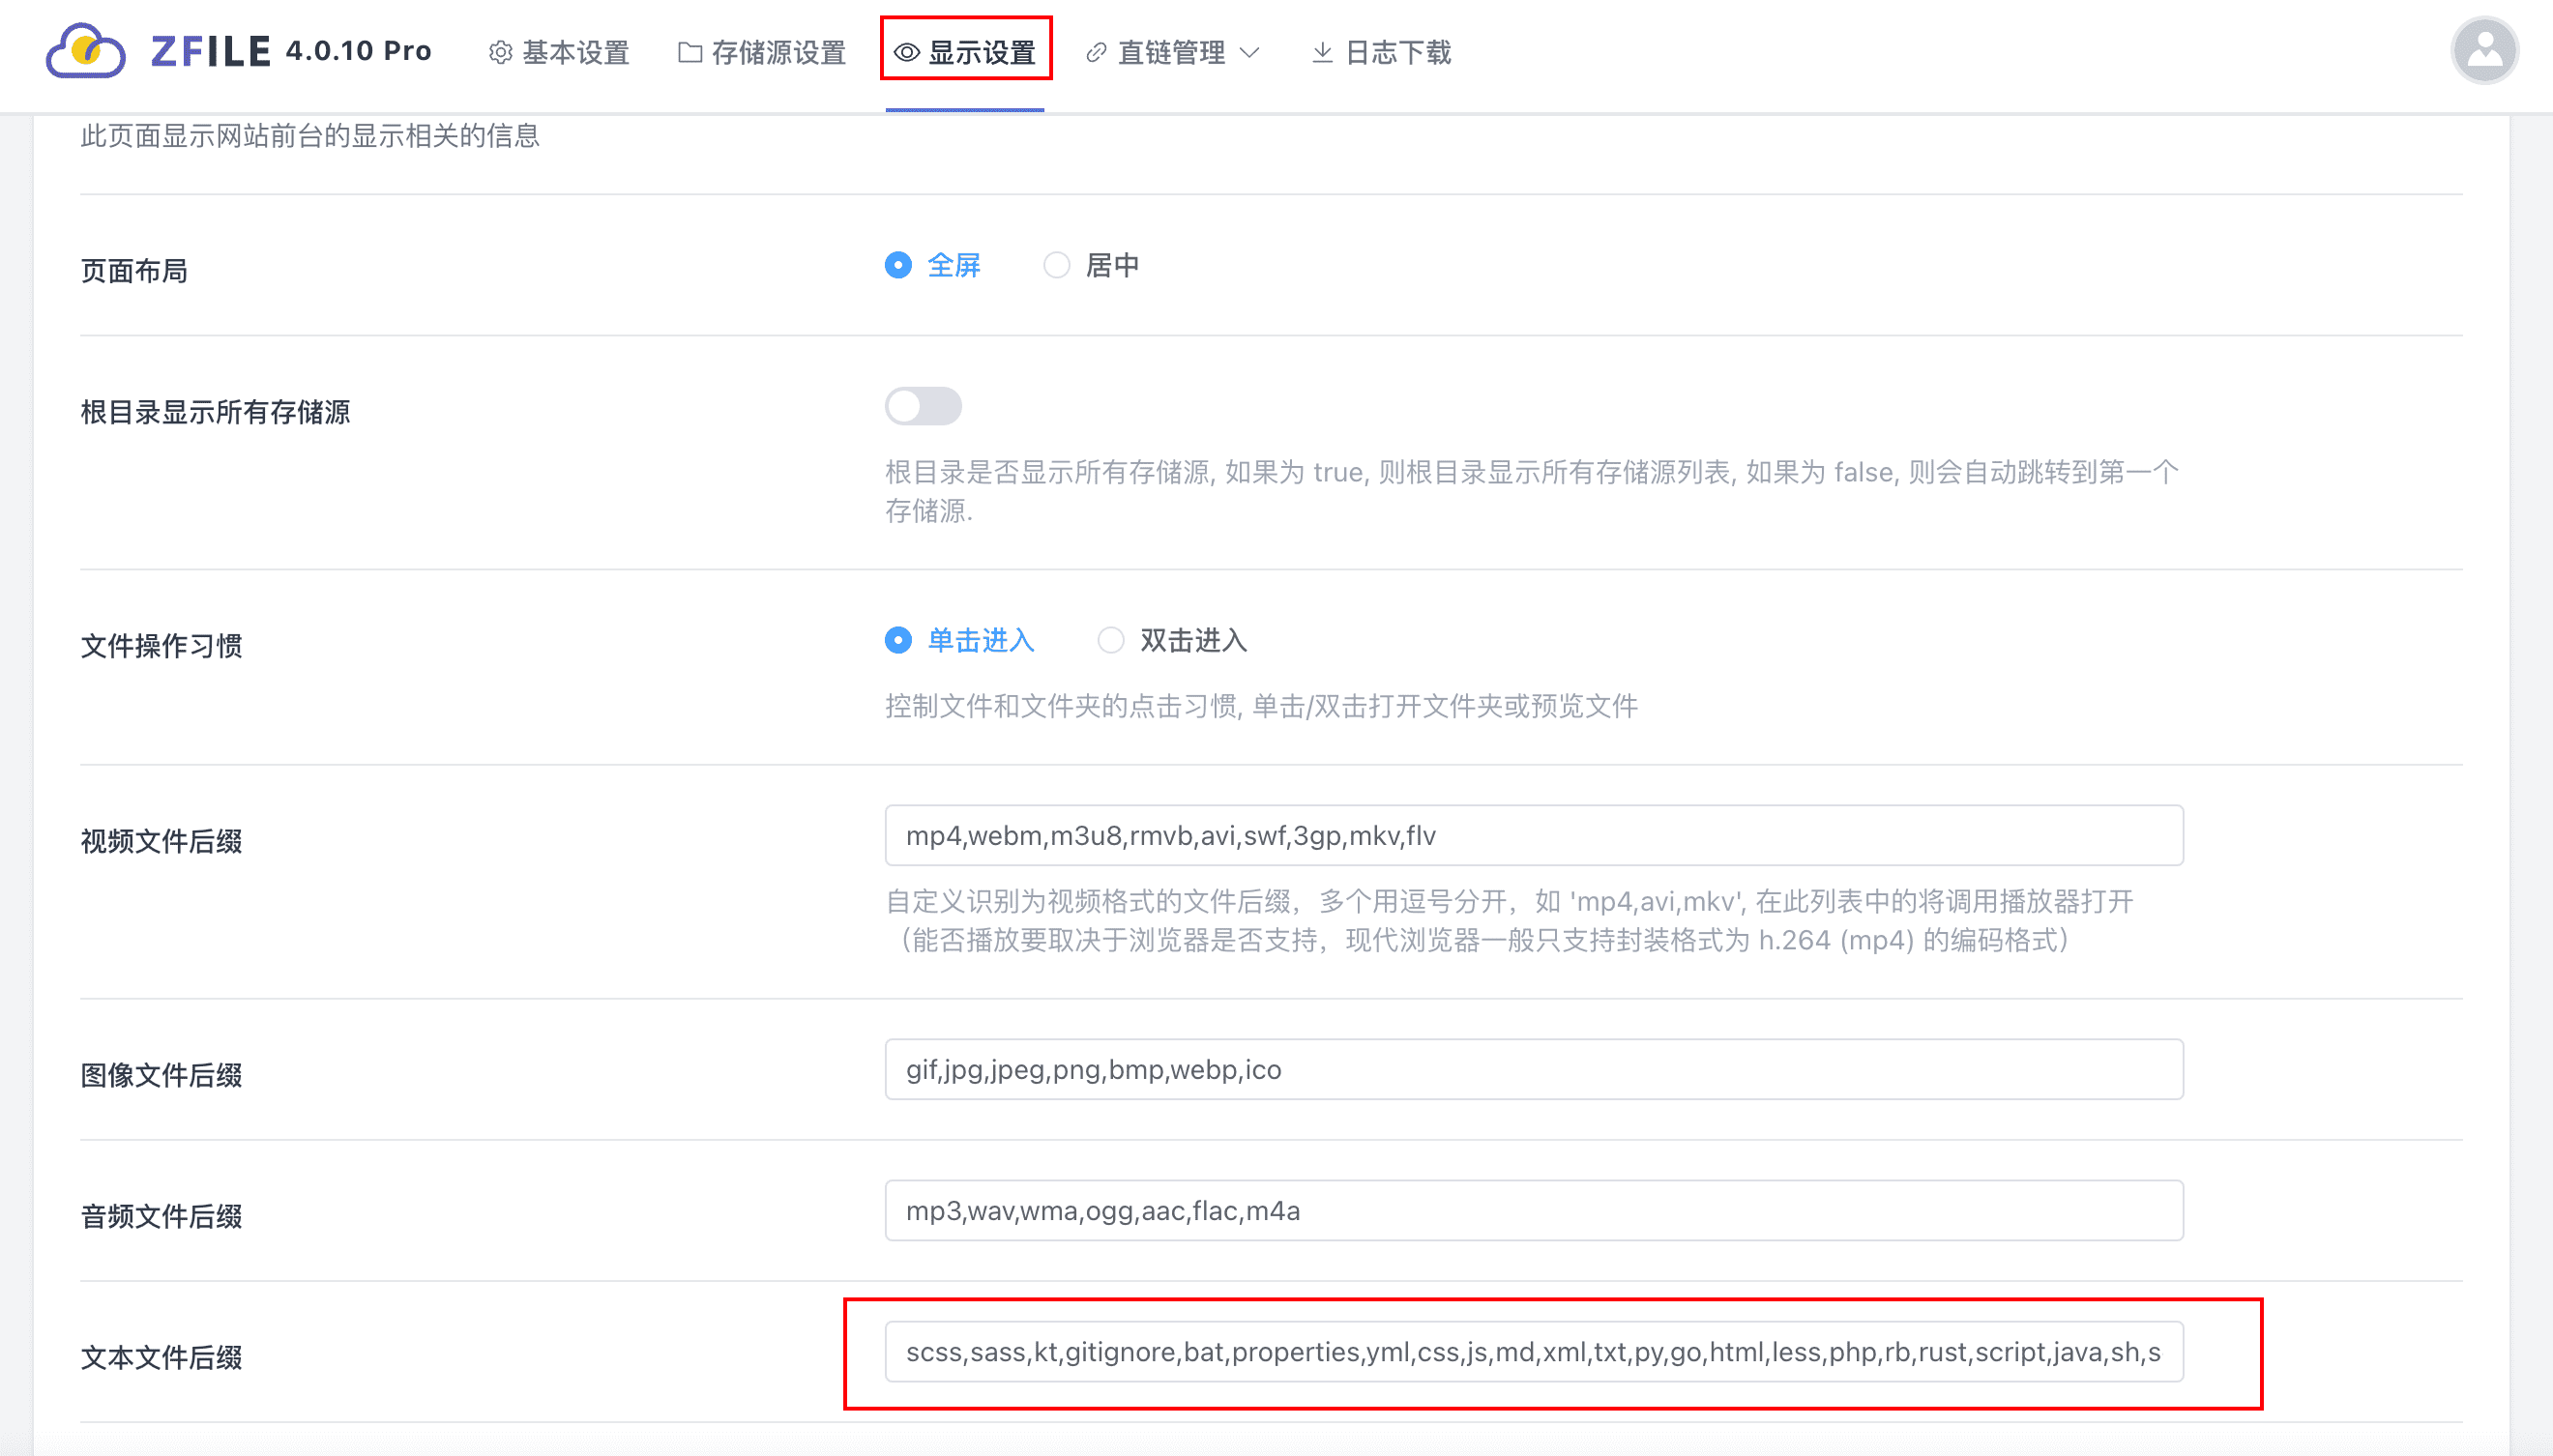 ZFILE 4.0.10 Pro 基本设置 存储源设置 显示设置 直链管理 日志下载
此页面显示网站前台的显示相关的信息
页面布局
全屏 居中
根目录显示所有存储源
根目录是否显示所有存储源, 如果为 true, 则根目录显示所有存储源列表, 如果为 false, 则会自动跳转到第一个
存储源.
文件操作习惯
单击进入 双击进入
控制文件和文件夹的点击习惯, 单击/双击打开文件夹或预览文件
视频文件后缀
mp4,webm,m3u8,rmvb,avi,swf,3gp,mkv,flv
自定义识别为视频格式的文件后缀，多个用逗号分开，如 'mp4,avi,mkv', 在此列表中的将调用播放器打开
（能否播放要取决于浏览器是否支持，现代浏览器一般只支持封装格式为 h.264 (mp4) 的编码格式）
图像文件后缀
gif,jpg,jpeg,png,bmp,webp,ico
音频文件后缀
mp3,wav,wma,ogg,aac,flac,m4a
文本文件后缀
scss,sass,kt,gitignore,bat,properties,yml,css,js,md,xml,txt,py,go,html,less,php,rb,rust,script,java,sh,s